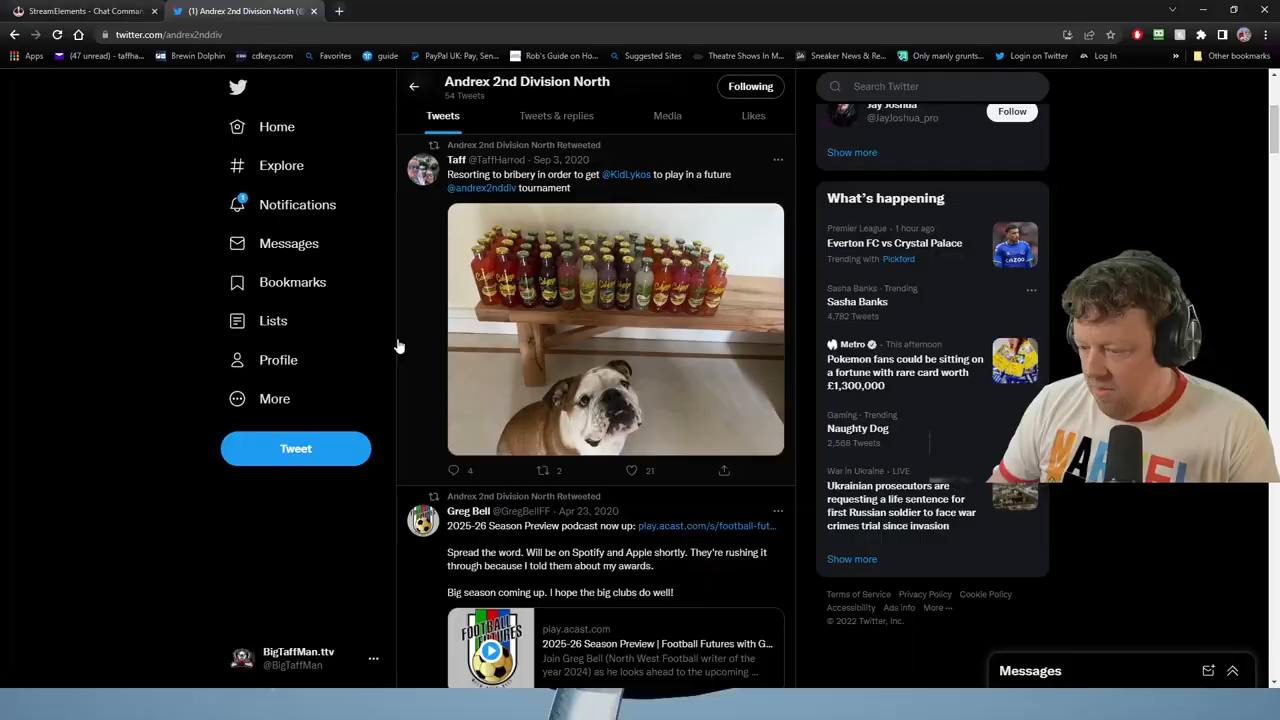 StreamElements - Chat Comman
(1) Andrex 2nd Division North (@
twitter.com/andrex2nddiv
Apps
(47 unread) - taffha...
Brewin Dolphin
cdkeys.com
Favorites
guide
PayPal UK: Pay, Sen...
Rob's Guide on Ho...
Suggested Sites
Theatre Shows In M...
Sneaker News & Re...
Only manly grunts...
Login on Twitter
Log In
Other bookmarks
Home
Explore
1
Notifications
Messages
Bookmarks
Lists
Profile
More
Tweet
BigTaffMan.ttv
@BigTaffMan
Andrex 2nd Division North
54 Tweets
Following
Tweets
Tweets & replies
Media
Likes
Andrex 2nd Division North Retweeted
Taff @TaffHarrod · Sep 3, 2020
Resorting to bribery in order to get @KidLykos to play in a future
@andrex2nddiv tournament
4
2
21
Andrex 2nd Division North Retweeted
Greg Bell @GregBellFF · Apr 23, 2020
2025-26 Season Preview podcast now up: play.acast.com/s/football-fut...
Spread the word. Will be on Spotify and Apple shortly. They're rushing it
through because I told them about my awards.
Big season coming up. I hope the big clubs do well!
FOOTBALL
FUTURES
play.acast.com
2025-26 Season Preview | Football Futures with G...
Join Greg Bell (North West Football writer of the
year 2024) as he looks ahead to the upcoming ...
Search Twitter
Jay Joshua
@JayJoshua_pro
Follow
Show more
What's happening
Premier League · 1 hour ago
Everton FC vs Crystal Palace
Trending with Pickford
CAZOO
Sasha Banks · Trending
Sasha Banks
4,782 Tweets
Metro · This afternoon
Pokemon fans could be sitting on
a fortune with rare card worth
£1,300,000
Gaming · Trending
Naughty Dog
2,568 Tweets
War in Ukraine · LIVE
Ukrainian prosecutors are
requesting a life sentence for
first Russian soldier to face war
crimes trial since invasion
Show more
Terms of Service
Privacy Policy
Cookie Policy
Accessibility
Ads info
More ···
© 2022 Twitter, Inc.
Messages